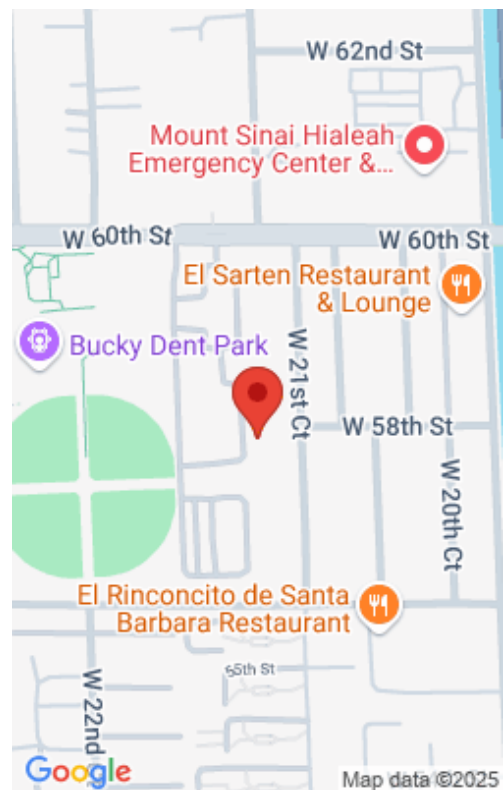 W 62nd St
Mount Sinai Hialeah
Emergency Center &...
W 60th St
W 60th St
El Sarten Restaurant
& Lounge
Bucky Dent Park
W 21st Ct
W 58th St
W 20th Ct
El Rinconcito de Santa
Barbara Restaurant
W 22nd
55th St
Google
Map data ©2025